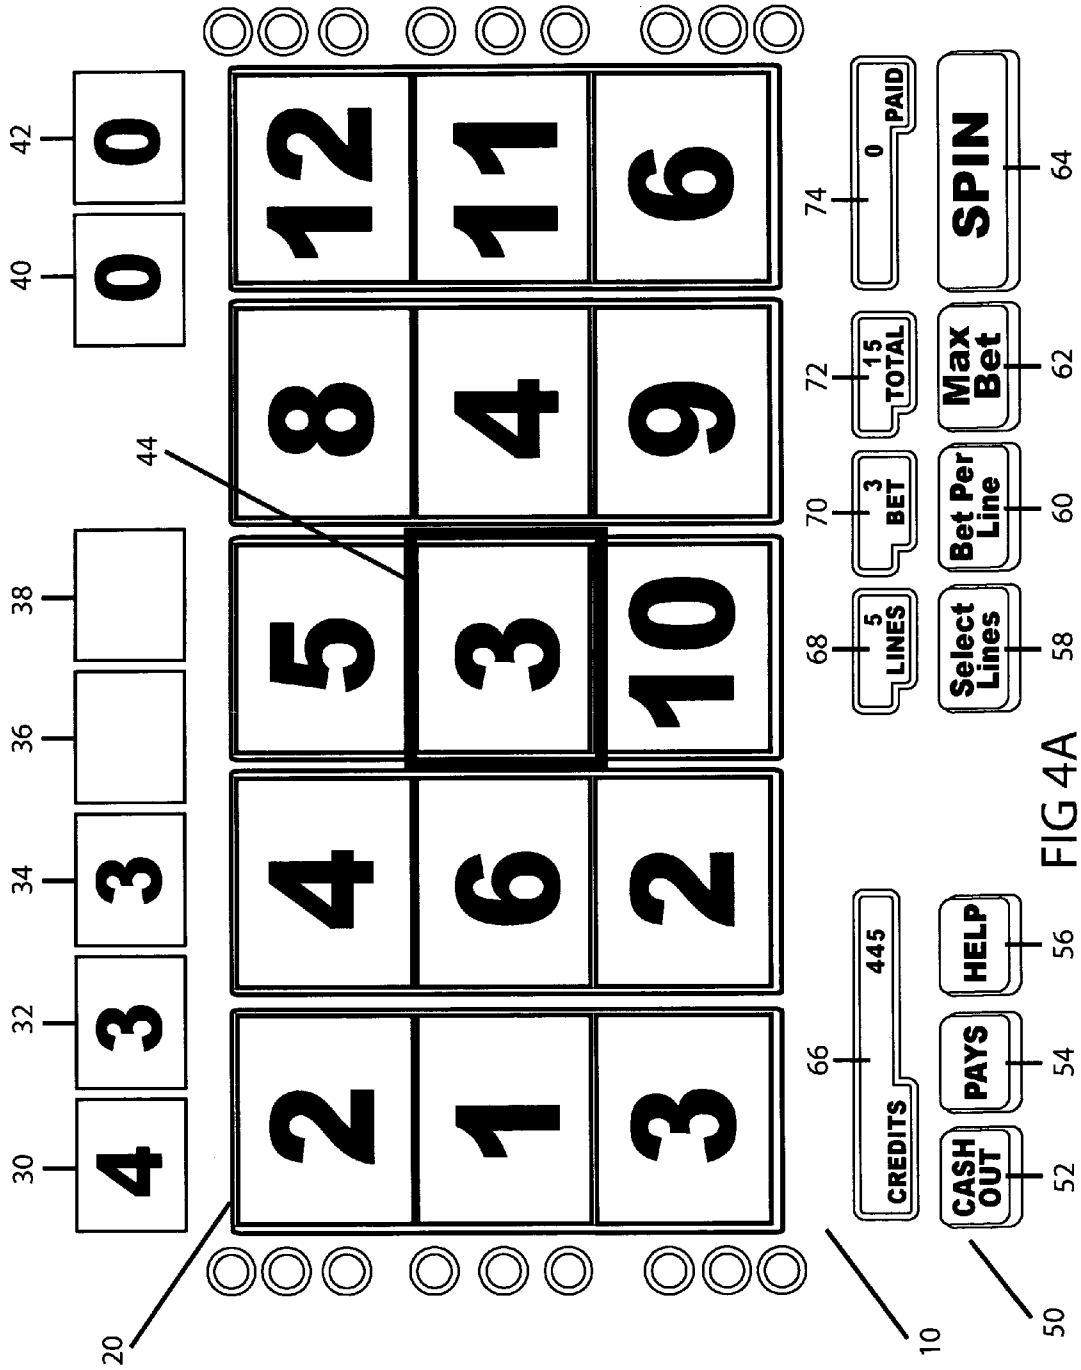 30 32 34 36 38 40 42
4 3 3 0 0
20
44
2 4 5 8 12
1 6 3 4 11
3 2 10 9 6
66 68 70 72 74
445 5 3 15 0
CREDITS LINES BET TOTAL PAID
10
CASH OUT
PAYS
HELP
Select
Lines
Bet Per
Line
Max
Bet
SPIN
50 52 54 56 58 60 62 64
FIG 4A